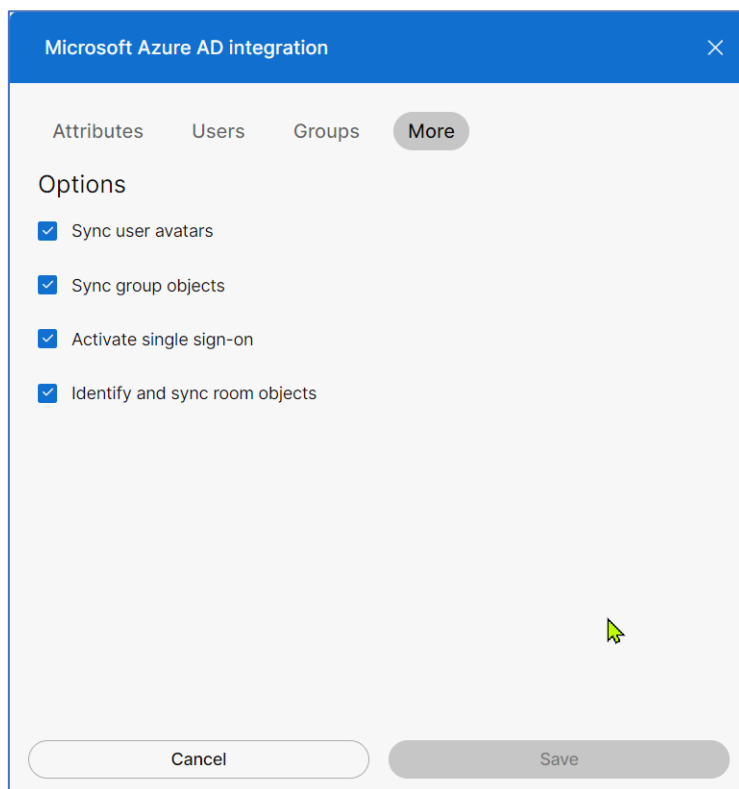 Microsoft Azure AD integration
Attributes Users Groups More
Options
Sync user avatars
Sync group objects
Activate single sign-on
Identify and sync room objects
Cancel Save